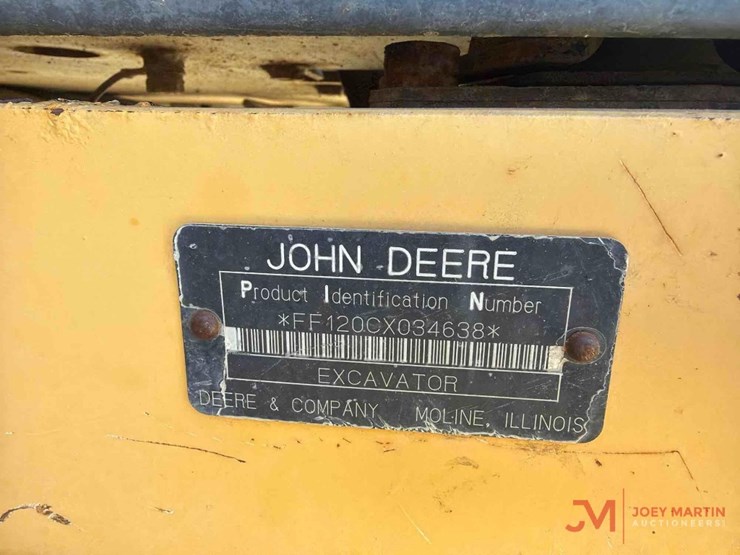 JOHN DEERE
Product Identification Number
*FF120CX034638*
EXCAVATOR
DEERE & COMPANY MOLINE, ILLINOIS
JM JOEY MARTIN
AUCTIONEERS!